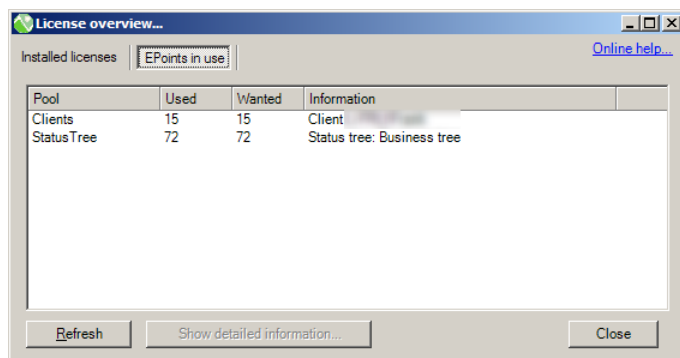 License overview...
Installed licenses EPoints in use Online help...
Pool Used Wanted Information
Clients 15 15 Client
StatusTree 72 72 Status tree: Business tree
Refresh Show detailed information... Close